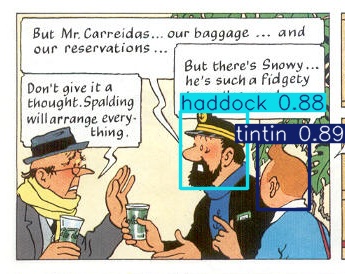 But Mr. Carreidas... our baggage ... and
our reservations ...
But there's Snowy...
he's such a fidgety
Don't give it a
thought. Spalding
will arrange every-
thing.
haddock 0.88
tintin 0.89